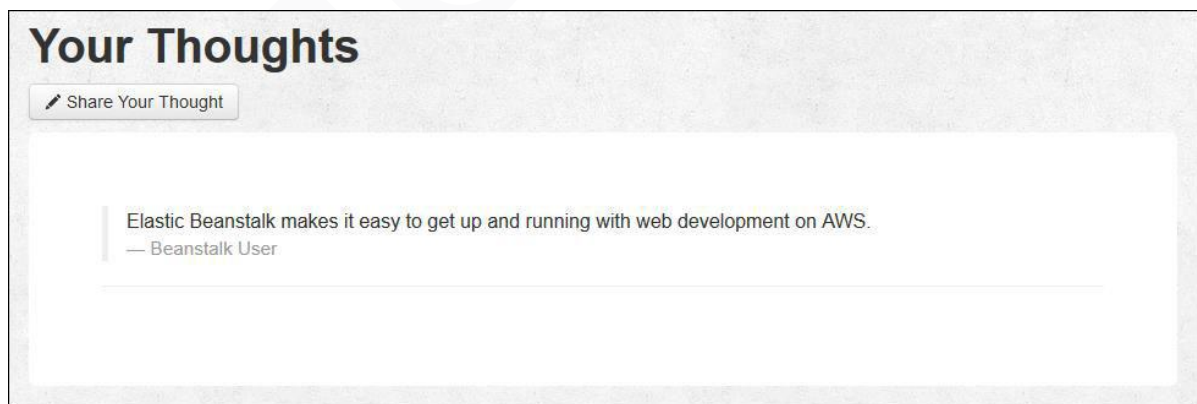 Your Thoughts
Share Your Thought
Elastic Beanstalk makes it easy to get up and running with web development on AWS.
— Beanstalk User